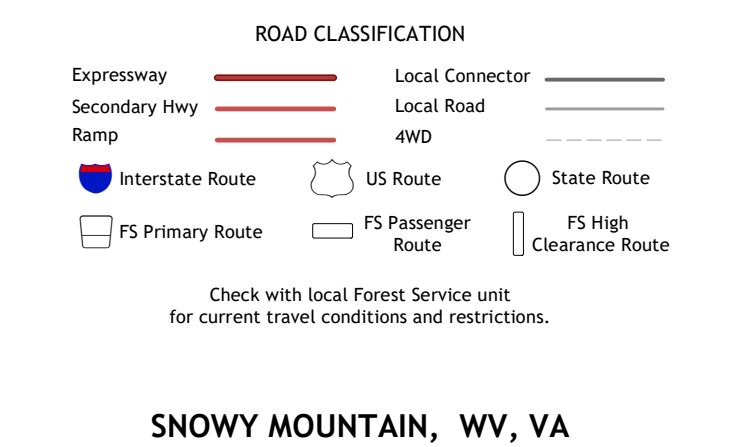 ROAD CLASSIFICATION
Expressway
Local Connector
Secondary Hwy
Local Road
Ramp
4WD
Interstate Route
US Route
State Route
FS Primary Route
FS Passenger
Route
FS High
Clearance Route
Check with local Forest Service unit
for current travel conditions and restrictions.
SNOWY MOUNTAIN, WV, VA